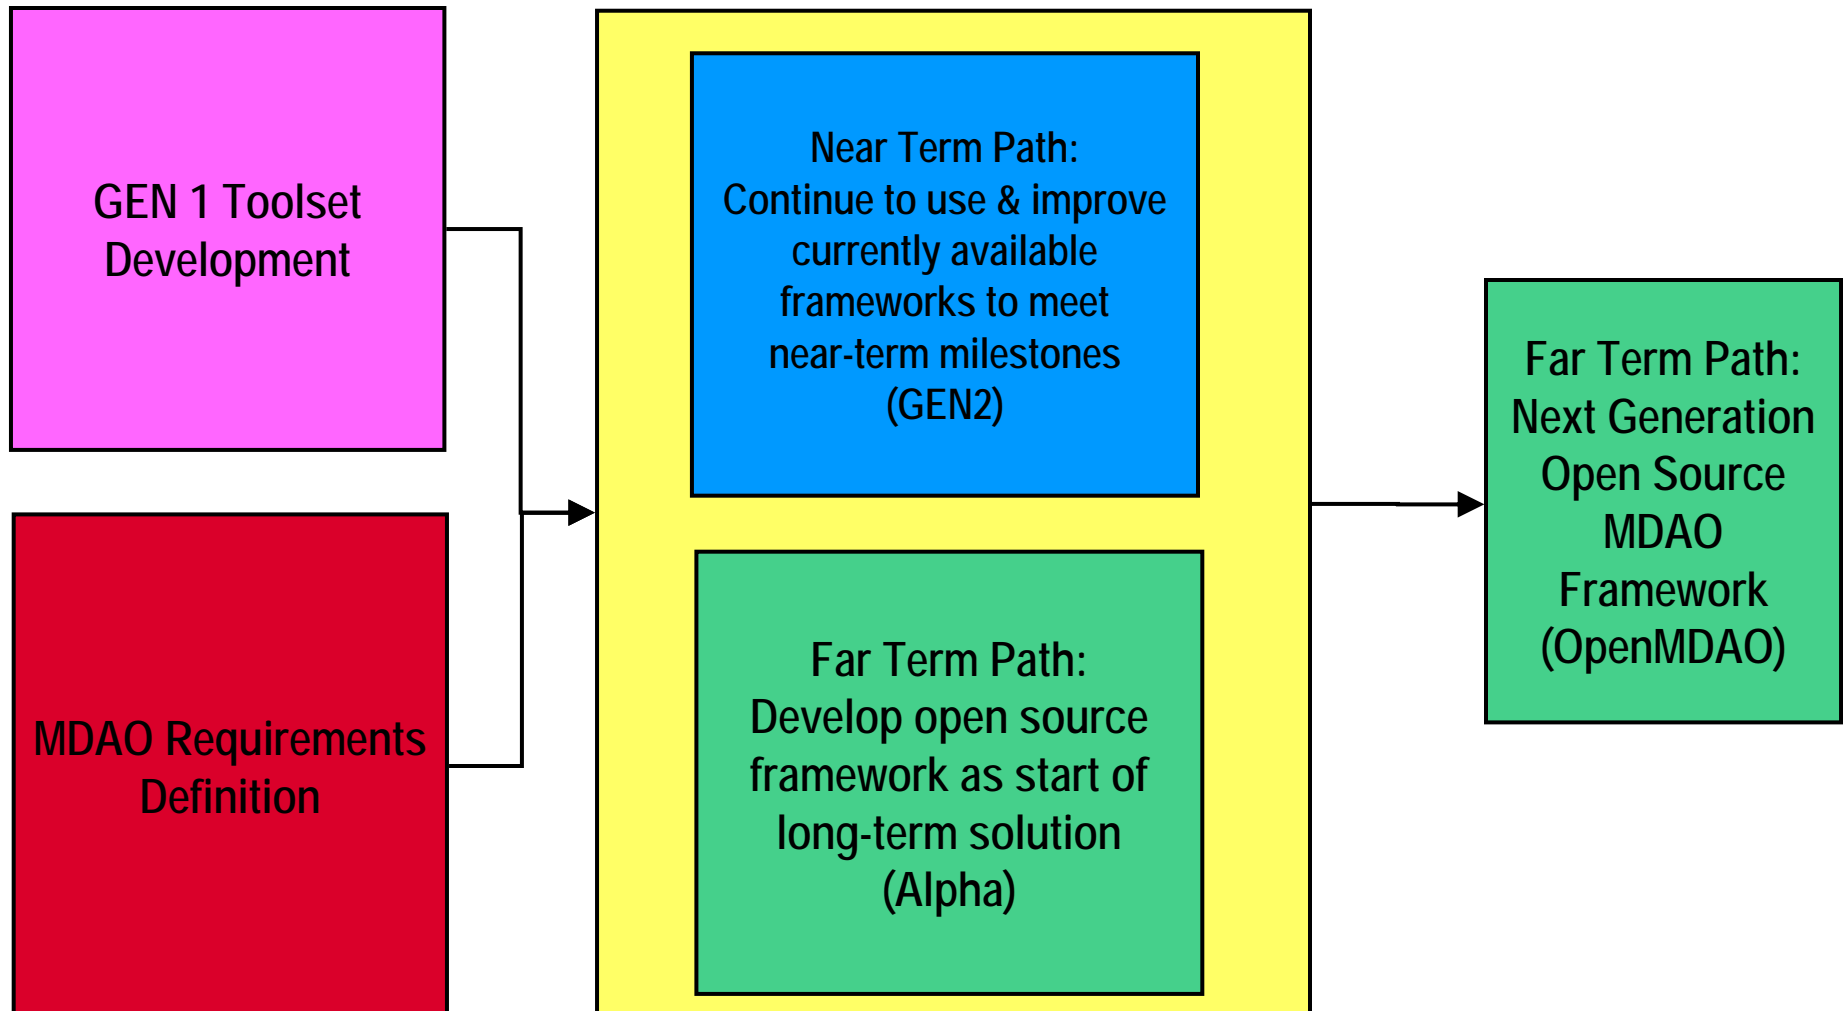 GEN 1 Toolset
Development
MDAO Requirements
Definition
Near Term Path:
Continue to use & improve
currently available
frameworks to meet
near-term milestones
(GEN2)
Far Term Path:
Develop open source
framework as start of
long-term solution
(Alpha)
Far Term Path:
Next Generation
Open Source
MDAO
Framework
(OpenMDAO)